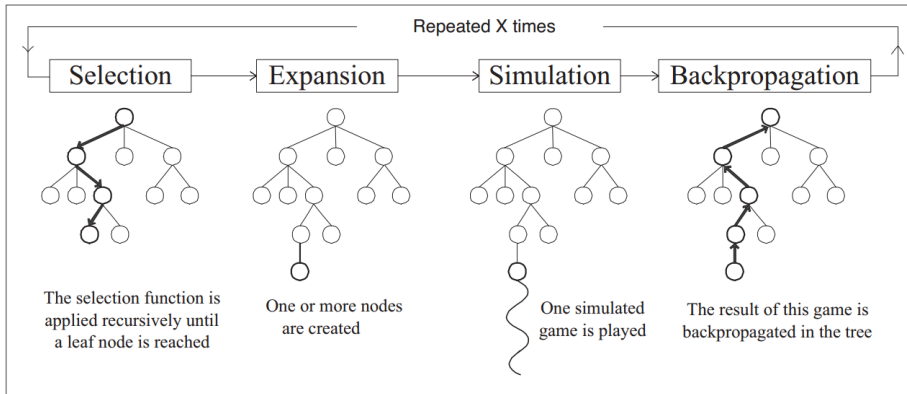 Repeated X times
Selection
Expansion
Simulation
Backpropagation
The selection function is
applied recursively until
a leaf node is reached
One or more nodes
are created
One simulated
game is played
The result of this game is
backpropagated in the tree